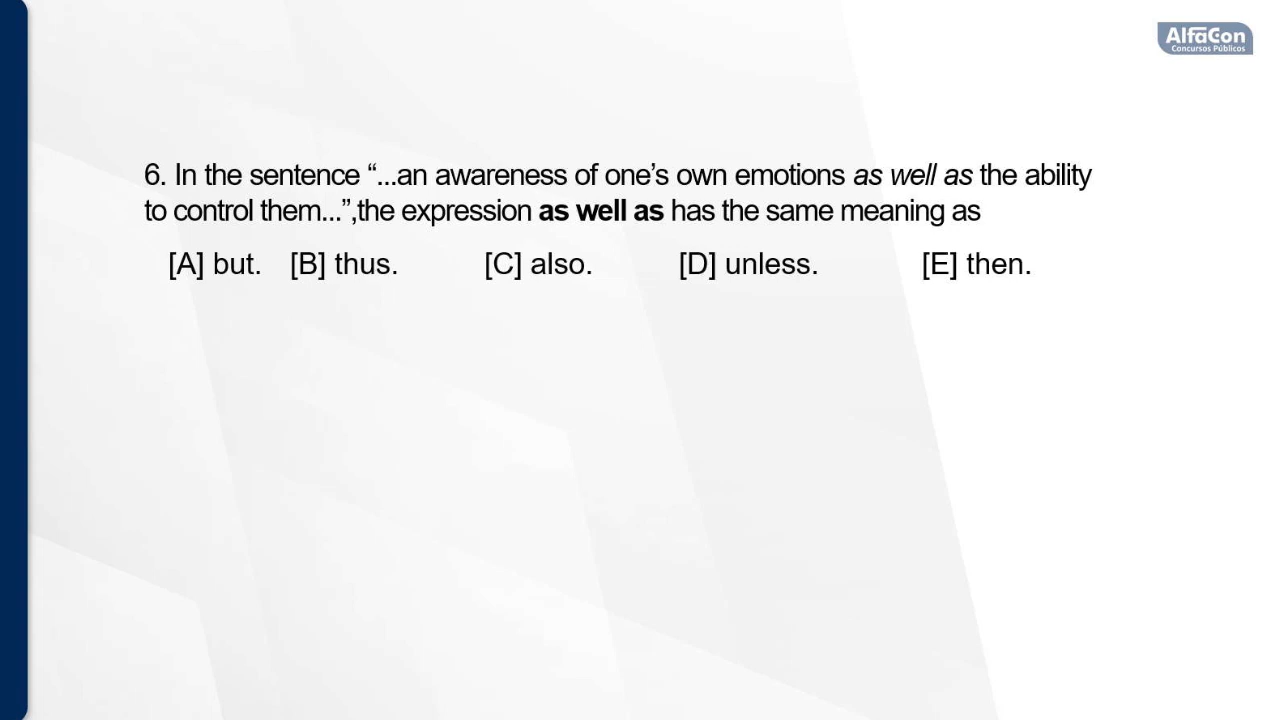 AlfaCon
Concursos Públicos
6. In the sentence “...an awareness of one’s own emotions as well as the ability
to control them...”,the expression as well as has the same meaning as
[A] but. [B] thus. [C] also. [D] unless. [E] then.